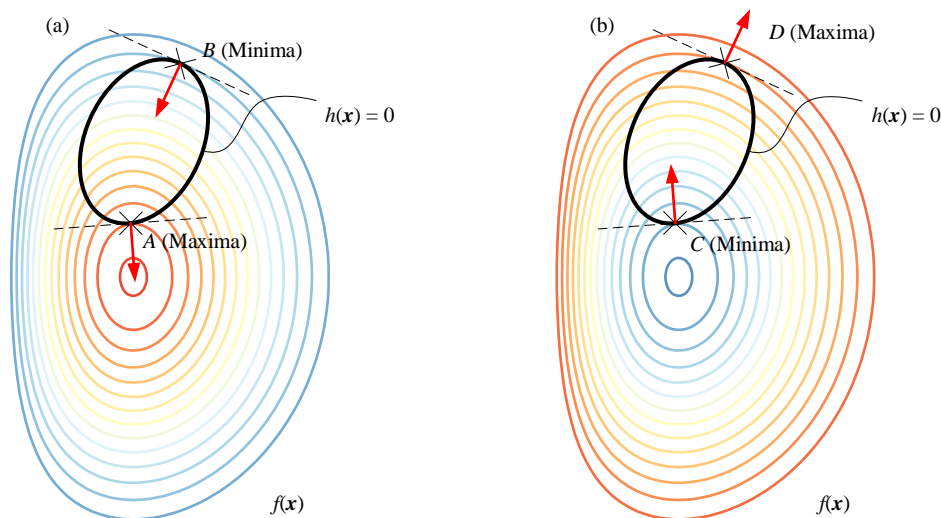 (a)
B (Minima)
h(x) = 0
A (Maxima)
f(x)
(b)
D (Maxima)
h(x) = 0
C (Minima)
f(x)